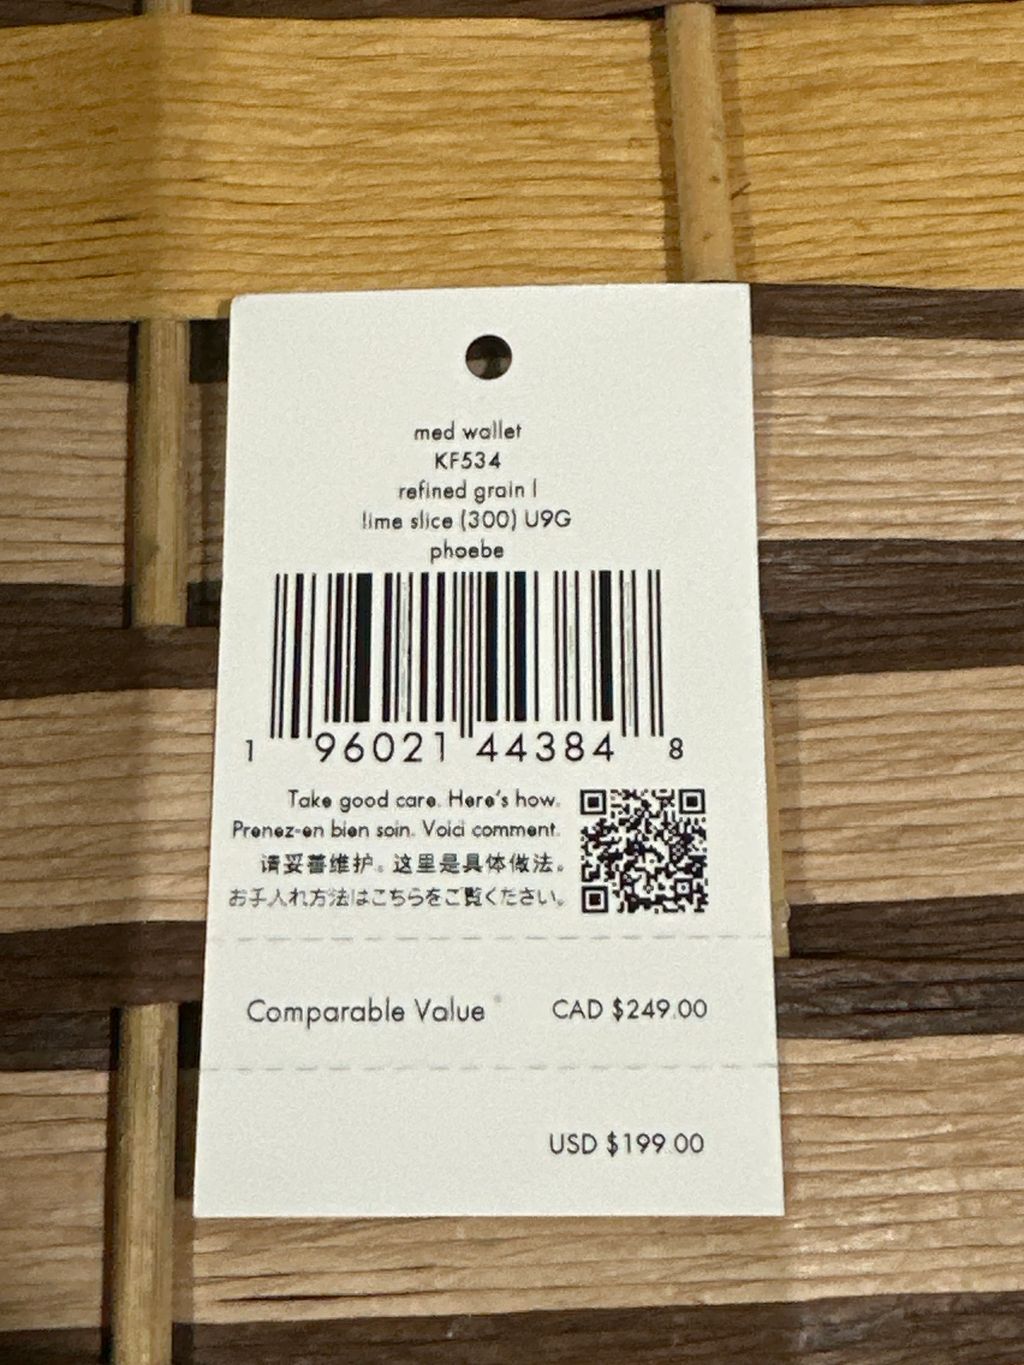 med wallet
KF534
refined grain l
lime slice (300) U9G
phoebe
1 96021 44384 8
Take good care. Here's how.
Prenez-en bien soin. Voici comment.
请妥善维护。这里是具体做法。
お手入れ方法はこちらをご覧ください。
Comparable Value CAD $249.00
USD $199.00